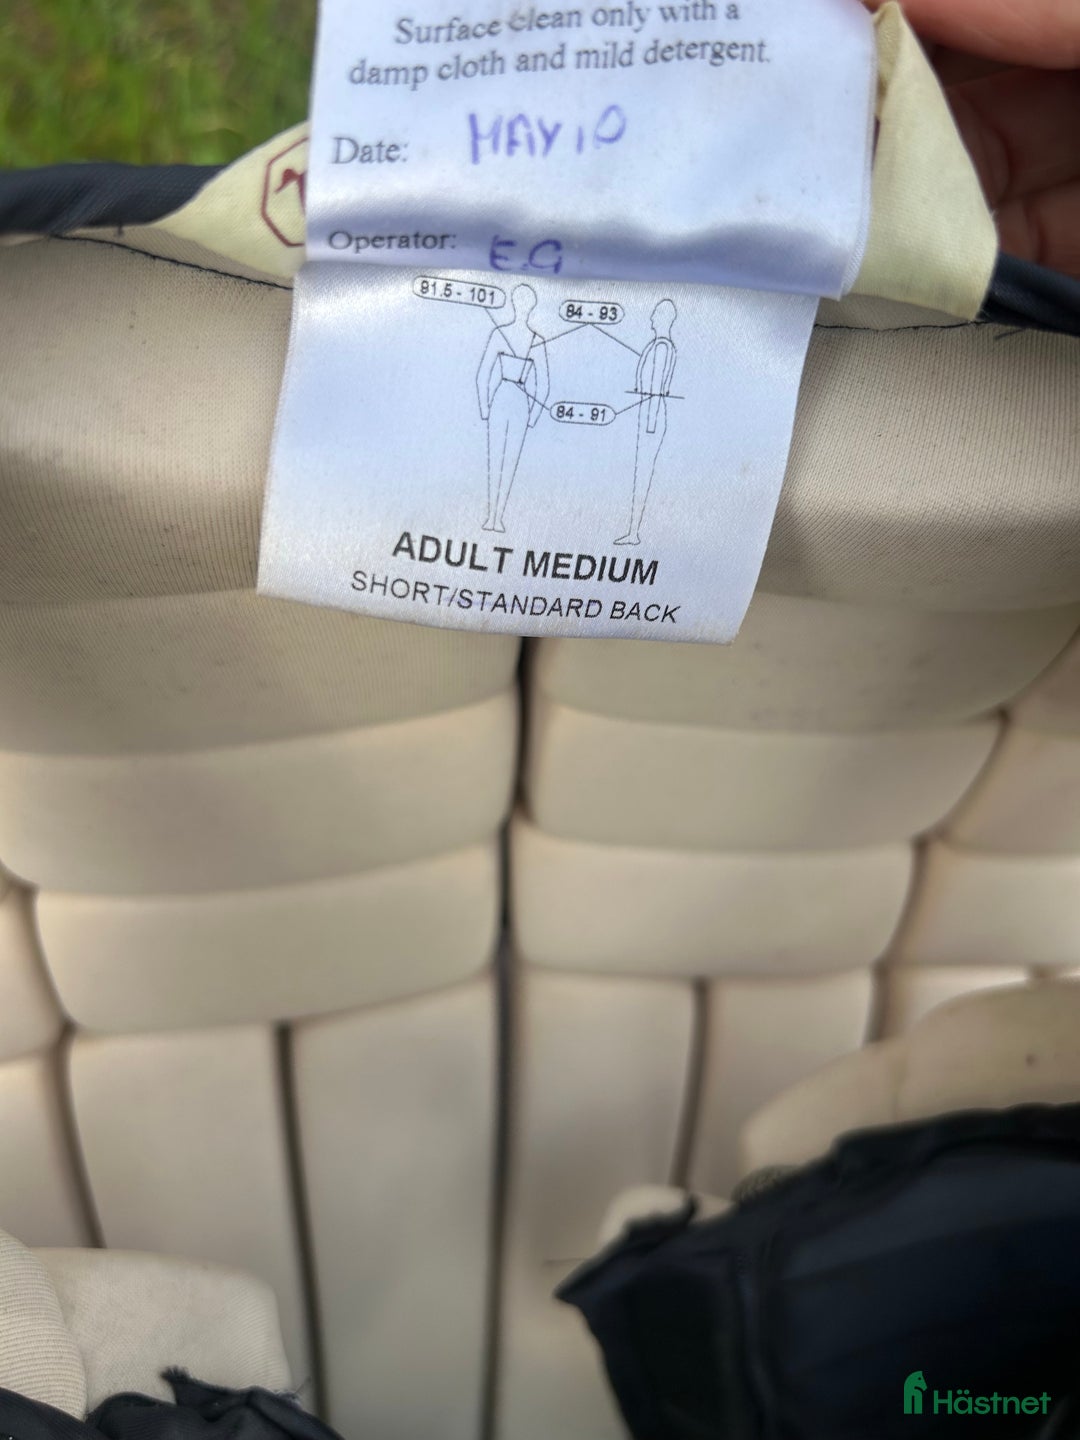 Surface clean only with a
damp cloth and mild detergent.
Date: MAY 10
Operator: E.G
81.5 - 101
84 - 93
84 - 91
ADULT MEDIUM
SHORT/STANDARD BACK
Hästnet